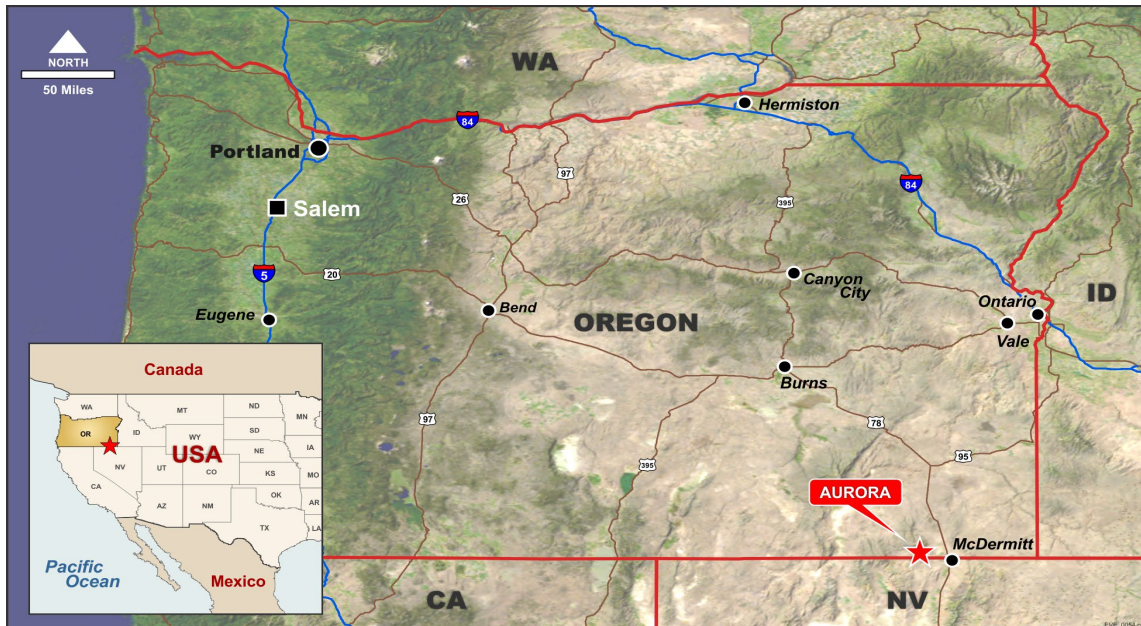 NORTH
50 Miles
WA
84
Hermiston
Portland
97
84
26
395
Salem
5
20
Canyon
City
Ontario
ID
Eugene
Bend
OREGON
Vale
Burns
97
78
395
95
AURORA
McDermitt
CA
NV
Canada
WA
MT
ND
MN
OR
ID
SD
WY
USA
IA
NE
NV
UT
CO
CA
KS
MO
OK
AZ
NM
AR
TX
LA
Pacific
Ocean
Mexico